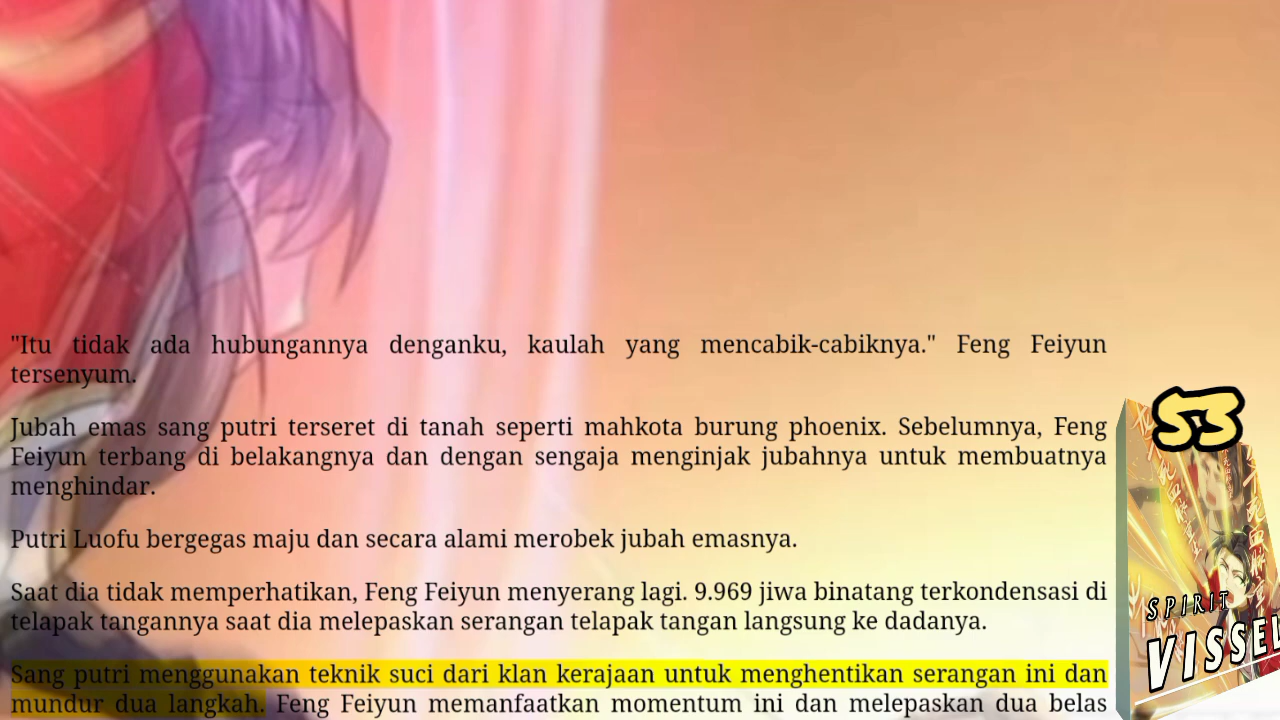 "Itu tidak ada hubungannya denganku, kaulah yang mencabik-cabiknya." Feng Feiyun
tersenyum.
Jubah emas sang putri terseret di tanah seperti mahkota burung phoenix. Sebelumnya, Feng
Feiyun terbang di belakangnya dan dengan sengaja menginjak jubahnya untuk membuatnya
menghindar.
Putri Luofu bergegas maju dan secara alami merobek jubah emasnya.
Saat dia tidak memperhatikan, Feng Feiyun menyerang lagi. 9.969 jiwa binatang terkondensasi di
telapak tangannya saat dia melepaskan serangan telapak tangan langsung ke dadanya.
Sang putri menggunakan teknik suci dari klan kerajaan untuk menghentikan serangan ini dan
mundur dua langkah. Feng Feiyun memanfaatkan momentum ini dan melepaskan dua belas
53
SPIRIT
VISSEL